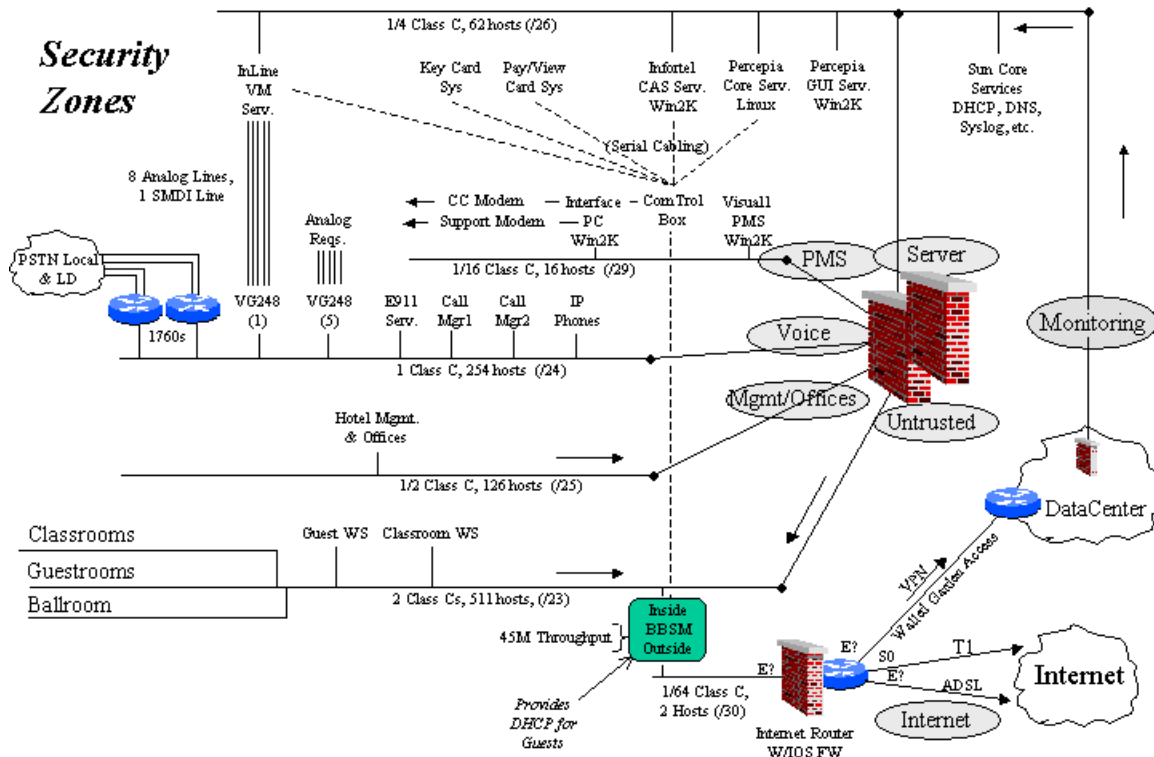 Security
Zones
1/4 Class C, 62 hosts (/26)
InLine
VM
Serv.
Key Card
Sys
Pay/View
Card Sys
Infortel
CAS Serv.
Win2K
Percepia
Core Serv.
Linux
Percepia
GUI Serv.
Win2K
Sun Core
Services
DHCP, DNS,
Syslog, etc.
(Serial Cabling)
8 Analog Lines,
1 SMDI Line
CC Modem
Support Modem
Interface
PC
Win2K
ComTrol
Box
Visuall
PMS
Win2K
Analog
Reqs.
1/16 Class C, 16 hosts (/29)
PMS
Server
PSTN Local
& LD
1760s
VG248
(1)
VG248
(5)
E911
Serv.
Call
Mgr1
Call
Mgr2
IP
Phones
Voice
Monitoring
1 Class C, 254 hosts (/24)
Mgmt/Offices
Untrusted
Hotel Mgmt.
& Offices
1/2 Class C, 126 hosts (/25)
DataCenter
Classrooms
Guestrooms
Ballroom
Guest WS
Classroom WS
2 Class Cs, 511 hosts, (/23)
VPN
Walled Garden Access
45M Throughput
Inside
BBSM
Outside
E?
E?
S0
E?
T1
ADSL
Internet
1/64 Class C,
2 Hosts (/30)
Provides
DHCP for
Guests
Internet
Internet Router
W/IOS FW